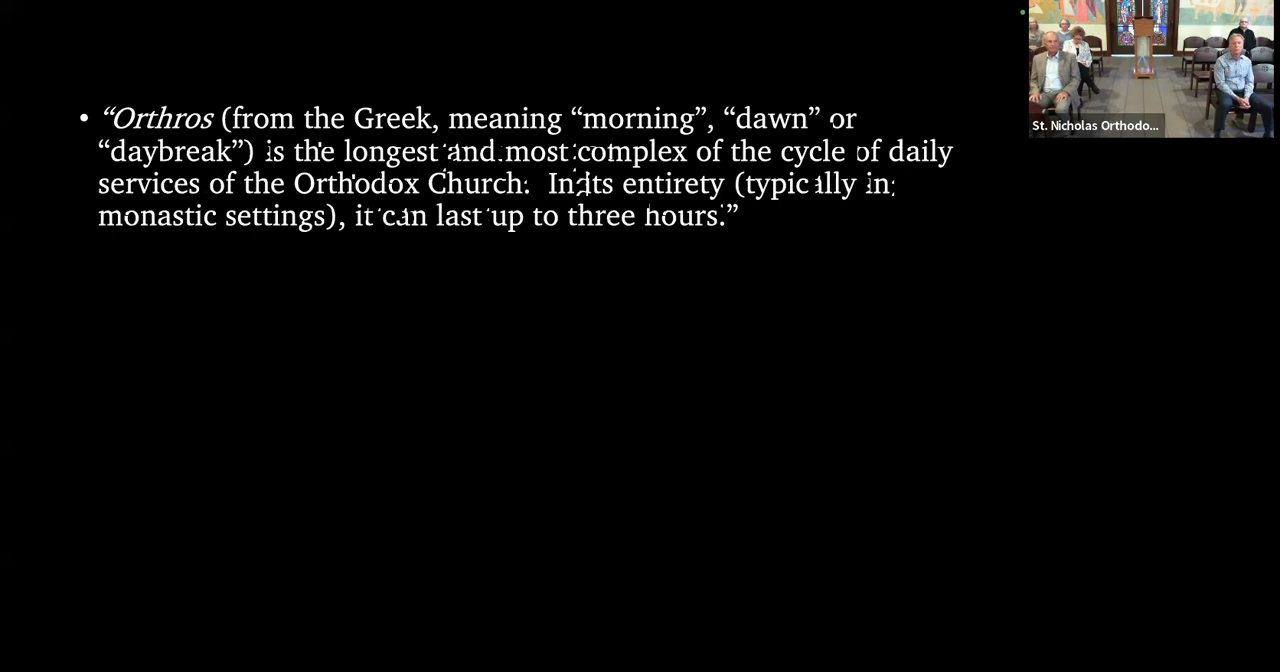 • “Orthros (from the Greek, meaning “morning”, “dawn” or
“daybreak”) is the longest and most complex of the cycle of daily
services of the Orthodox Church.  In its entirety (typically in
monastic settings), it can last up to three hours.”
St. Nicholas Orthodo...